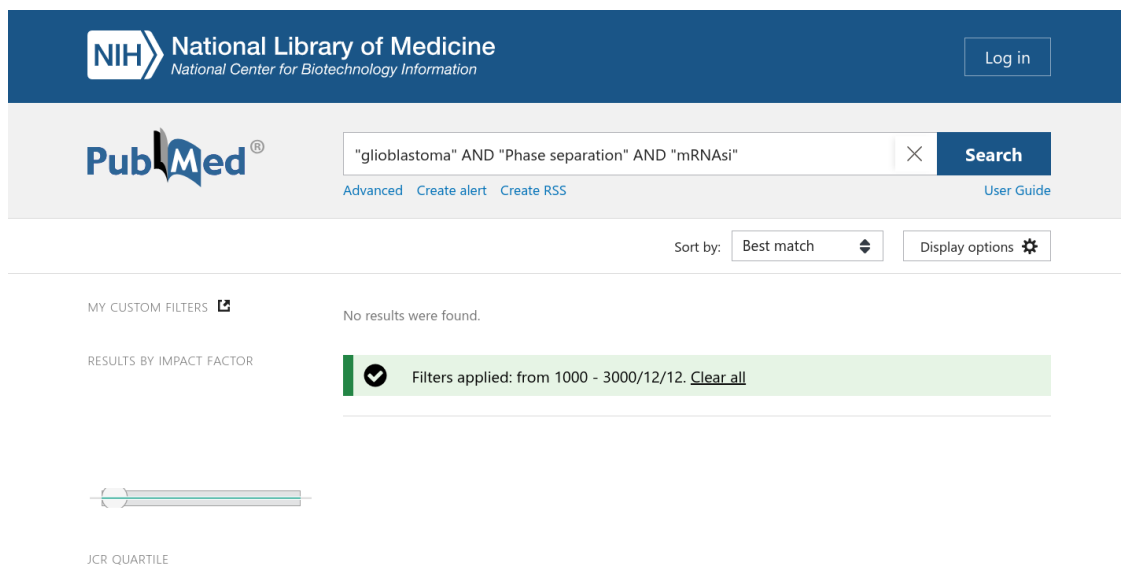 NIH National Library of Medicine
National Center for Biotechnology Information
Log in
PubMed®
"glioblastoma" AND "Phase separation" AND "mRNAsi"
Search
Advanced Create alert Create RSS
User Guide
Sort by: Best match
Display options
MY CUSTOM FILTERS
No results were found.
RESULTS BY IMPACT FACTOR
Filters applied: from 1000 - 3000/12/12. Clear all
JCR QUARTILE